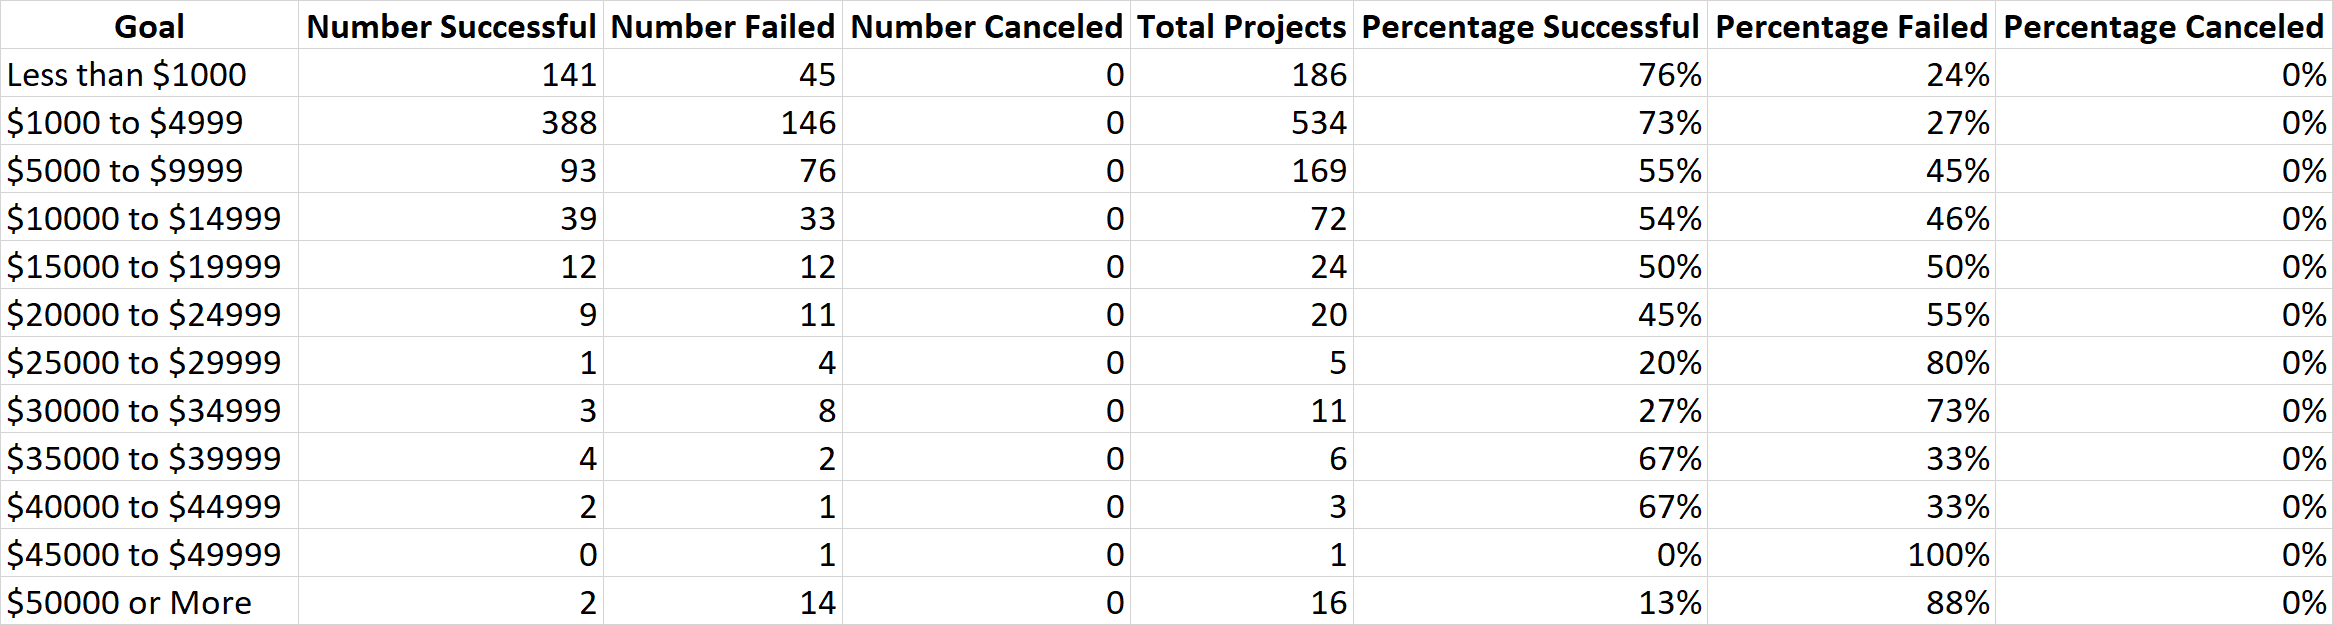 Goal Number Successful Number Failed Number Canceled Total Projects Percentage Successful Percentage Failed Percentage Canceled
Less than $1000 141 45 0 186 76% 24% 0%
$1000 to $4999 388 146 0 534 73% 27% 0%
$5000 to $9999 93 76 0 169 55% 45% 0%
$10000 to $14999 39 33 0 72 54% 46% 0%
$15000 to $19999 12 12 0 24 50% 50% 0%
$20000 to $24999 9 11 0 20 45% 55% 0%
$25000 to $29999 1 4 0 5 20% 80% 0%
$30000 to $34999 3 8 0 11 27% 73% 0%
$35000 to $39999 4 2 0 6 67% 33% 0%
$40000 to $44999 2 1 0 3 67% 33% 0%
$45000 to $49999 0 1 0 1 0% 100% 0%
$50000 or More 2 14 0 16 13% 88% 0%